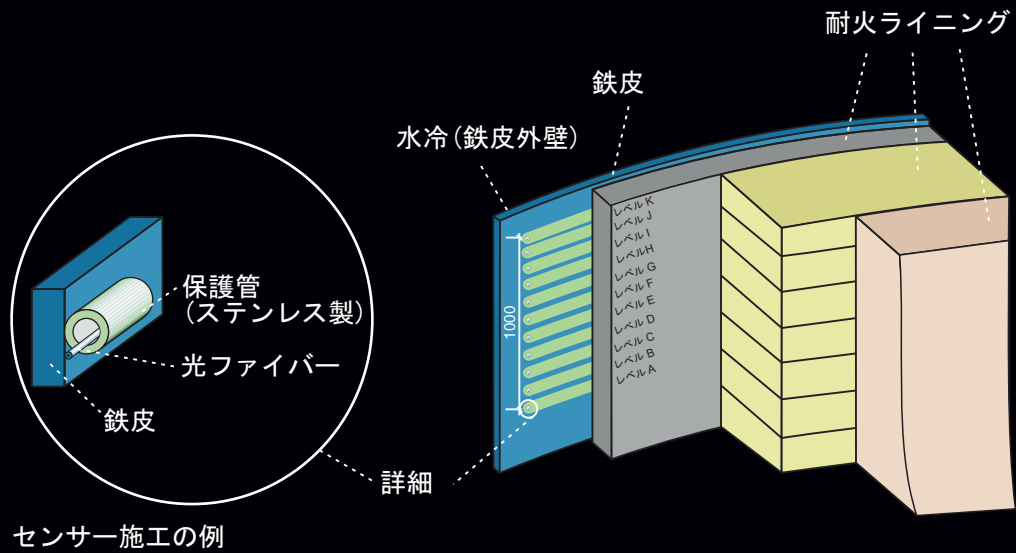 耐火ライニング
鉄皮
水冷(鉄皮外壁)
レベルK
レベルJ
レベルI
レベルH
レベルG
レベルF
レベルE
レベルD
レベルC
レベルB
レベルA
1000
保護管
(ステンレス製)
光ファイバー
鉄皮
詳細
センサー施工の例